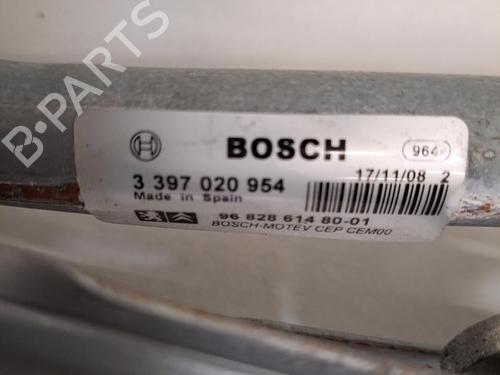 BOSCH
964
3 397 020 954
17/11/08 2
Made in Spain
96 828 614 80-01
BOSCH-MOTEV CEP CEM00
B-PARTS